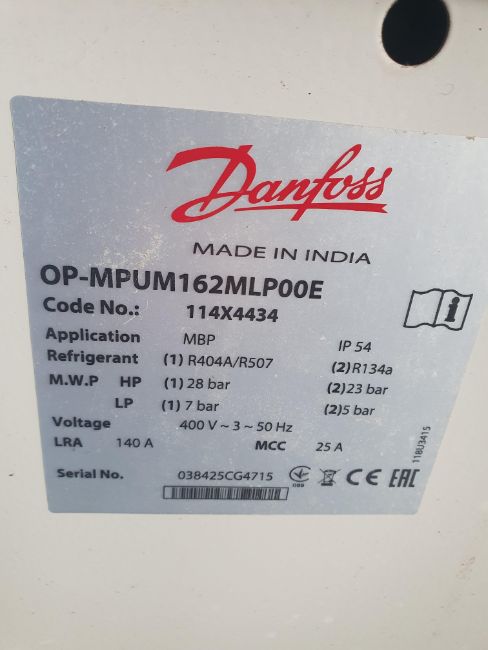 Danfoss
MADE IN INDIA
OP-MPUM162MLP00E
Code No.: 114X4434
Application MBP IP 54
Refrigerant (1) R404A/R507 (2)R134a
M.W.P HP (1) 28 bar (2)23 bar
LP (1) 7 bar (2)5 bar
Voltage 400 V ~ 3 ~ 50 Hz
LRA 140 A MCC 25 A
118U3415
Serial No. 038425CG4715 CE EAC